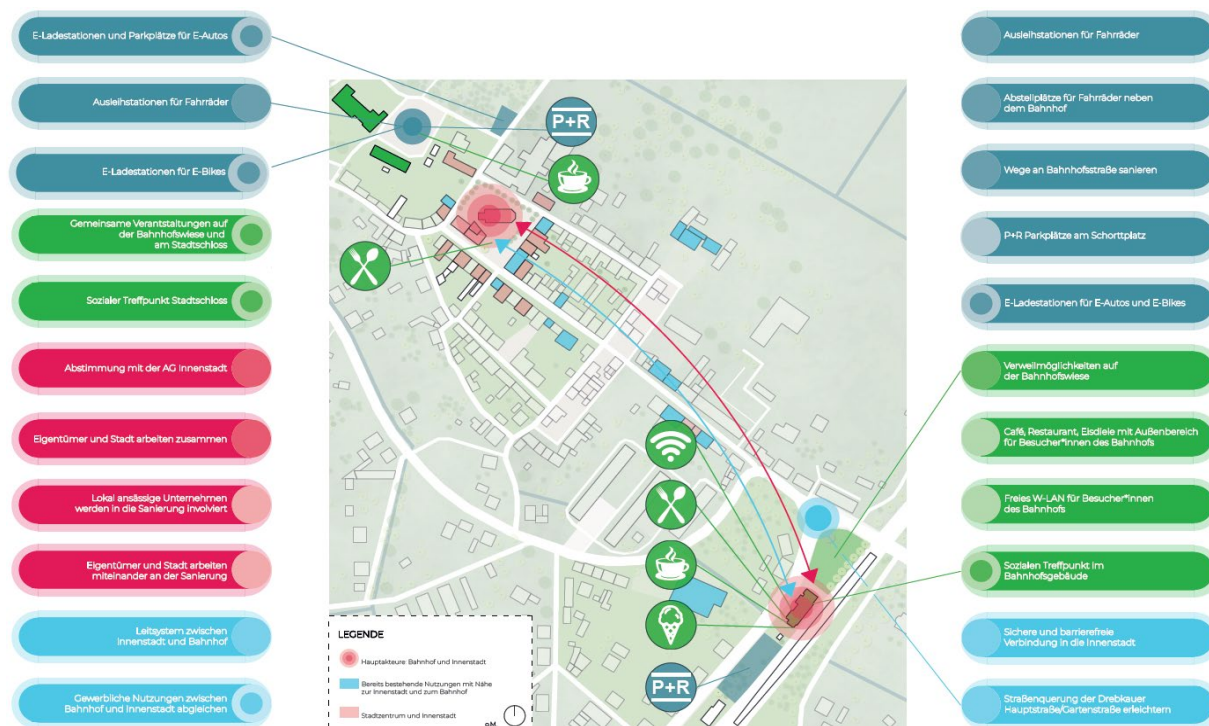 E-Ladestationen und Parkplätze für E-Autos
Ausleihstationen für Fahrräder
E-Ladestationen für E-Bikes
Gemeinsame Verantstaltungen auf
der Bahnhofswiese und
am Stadtschloss
Sozialer Treffpunkt Stadtschloss
Abstimmung mit der AG Innenstadt
Eigentümer und Stadt arbeiten zusammen
Lokal ansässige Unternehmen
werden in die Sanierung involviert
Eigentümer und Stadt arbeiten
miteinander an der Sanierung
Leitsystem zwischen
Innenstadt und Bahnhof
Gewerbliche Nutzungen zwischen
Bahnhof und Innenstadt abgleichen
P+R
P+R
LEGENDE
Hauptakteure: Bahnhof und Innenstadt
Bereits bestehende Nutzungen mit Nähe
zur Innenstadt und zum Bahnhof
Stadtzentrum und Innenstadt
Ausleihstationen für Fahrräder
Abstellplätze für Fahrräder neben
dem Bahnhof
Wege an Bahnhofsstraße sanieren
P+R Parkplätze am Schorttplatz
E-Ladestationen für E-Autos und E-Bikes
Verweilmöglichkeiten auf
der Bahnhofswiese
Café, Restaurant, Eisdiele mit Außenbereich
für Besucher*innen des Bahnhofs
Freies W-LAN für Besucher*innen
des Bahnhofs
Sozialen Treffpunkt im
Bahnhofsgebäude
Sichere und barrierefreie
Verbindung in die Innenstadt
Straßenquerung der Drebkauer
Hauptstraße/Gartenstraße erleichtern